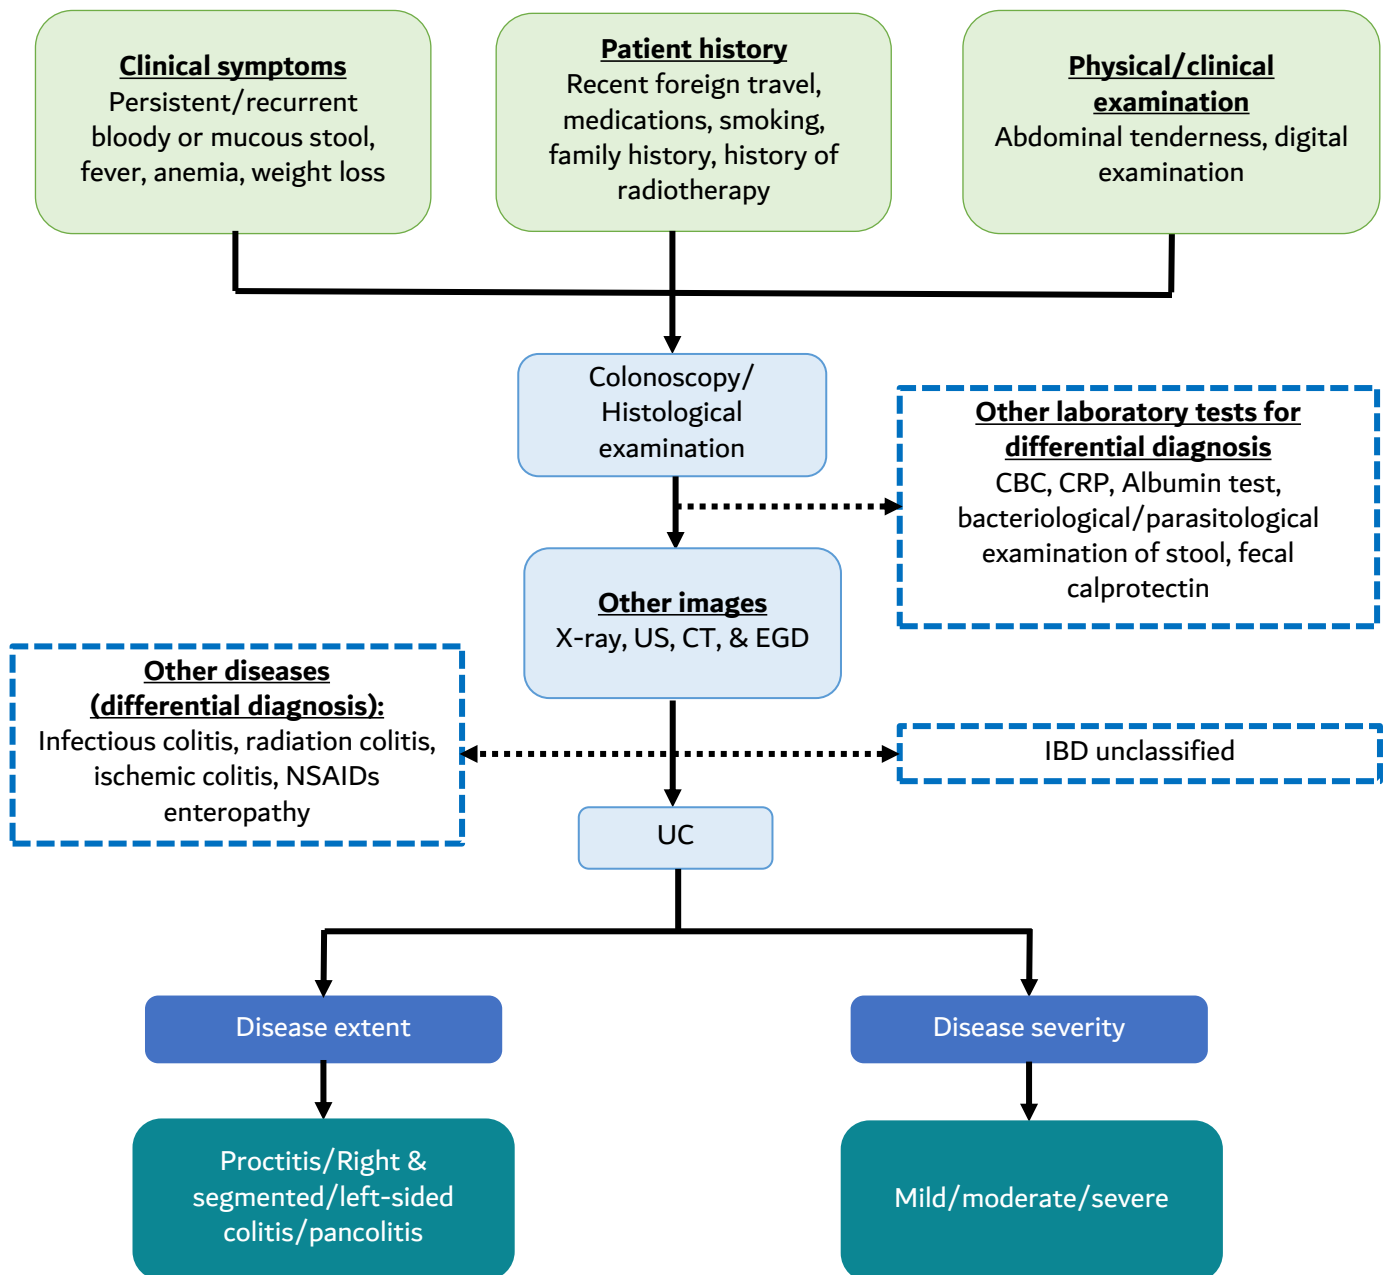 Clinical symptoms
Persistent/recurrent
bloody or mucous stool,
fever, anemia, weight loss
Patient history
Recent foreign travel,
medications, smoking,
family history, history of
radiotherapy
Physical/clinical
examination
Abdominal tenderness, digital
examination
Colonoscopy/
Histological
examination
Other laboratory tests for
differential diagnosis
CBC, CRP, Albumin test,
bacteriological/parasitological
examination of stool, fecal
calprotectin
Other images
X-ray, US, CT, & EGD
Other diseases
(differential diagnosis):
Infectious colitis, radiation colitis,
ischemic colitis, NSAIDs
enteropathy
IBD unclassified
UC
Disease extent
Disease severity
Proctitis/Right &
segmented/left-sided
colitis/pancolitis
Mild/moderate/severe